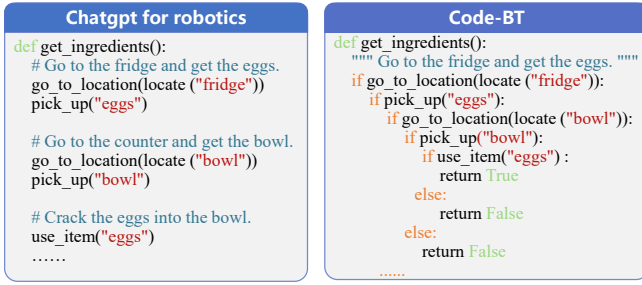 Chatgpt for robotics
def get_ingredients():
# Go to the fridge and get the eggs.
go_to_location(locate ("fridge"))
pick_up("eggs")
# Go to the counter and get the bowl.
go_to_location(locate ("bowl"))
pick_up("bowl")
# Crack the eggs into the bowl.
use_item("eggs")
……
Code-BT
def get_ingredients():
""" Go to the fridge and get the eggs. """
if go_to_location(locate ("fridge")):
if pick_up("eggs"):
if go_to_location(locate ("bowl")):
if pick_up("bowl"):
if use_item("eggs") :
return True
else:
return False
else:
return False
......